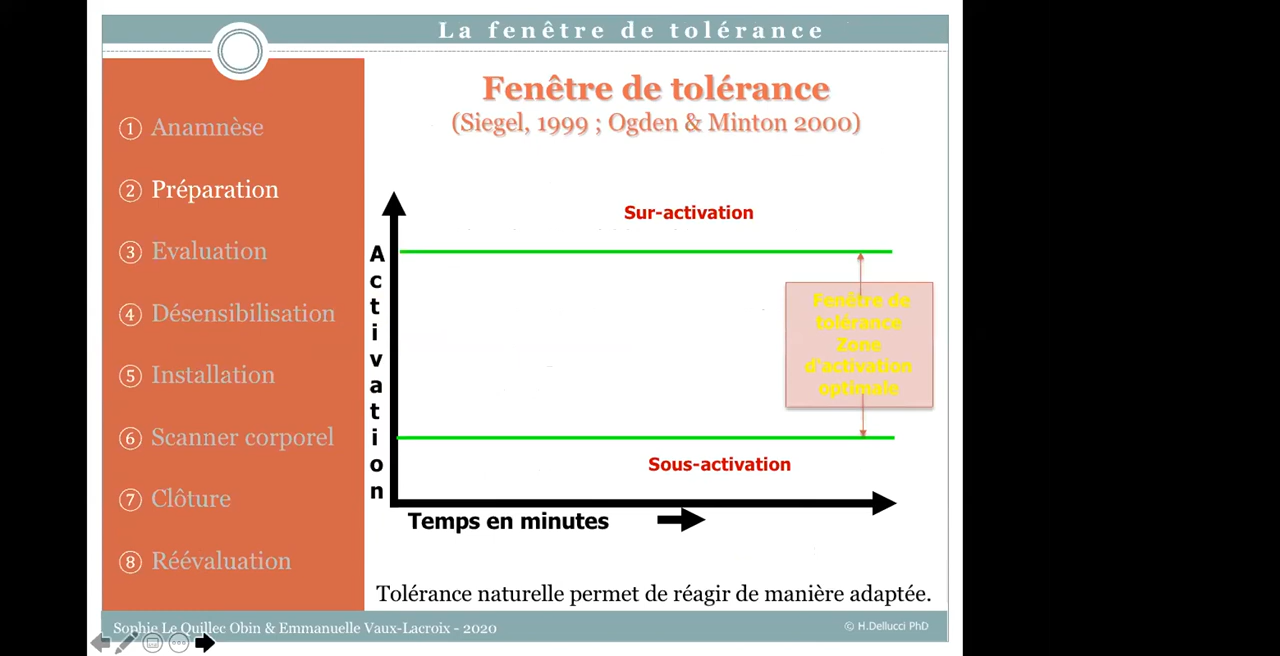 La fenêtre de tolérance
① Anamnèse
② Préparation
③ Evaluation
④ Désensibilisation
⑤ Installation
⑥ Scanner corporel
⑦ Clôture
⑧ Réévaluation
Fenêtre de tolérance
(Siegel, 1999 ; Ogden & Minton 2000)
Activation
Sur-activation
Fenêtre de
tolérance
Zone
d'activation
optimale
Sous-activation
Temps en minutes
Tolérance naturelle permet de réagir de manière adaptée.
Sophie Le Quillec Obin & Emmanuelle Vaux-Lacroix - 2020
© H.Dellucci PhD